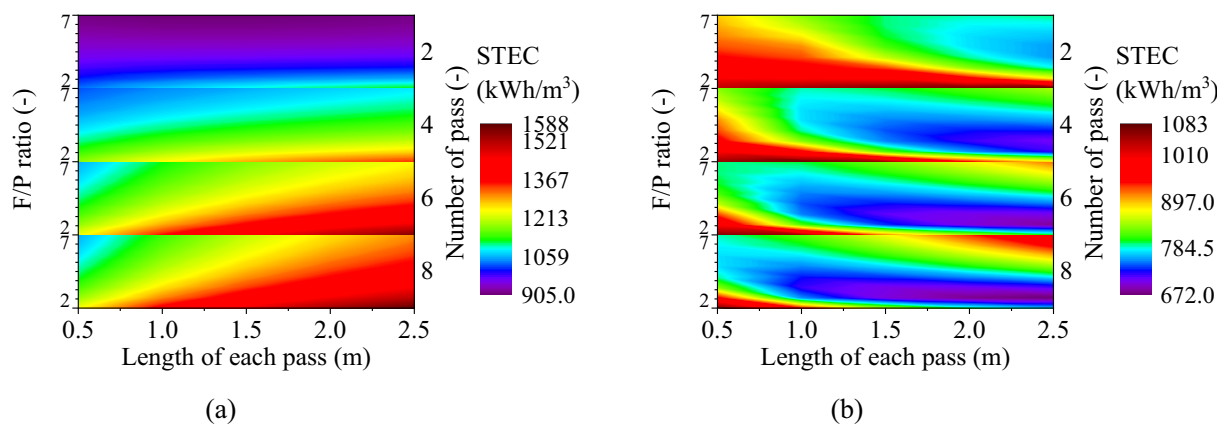 7
2
7
2
7
2
7
2
F/P ratio (-)
0.5 1.0 1.5 2.0 2.5
Length of each pass (m)
2
4
6
8
Number of pass (-)
STEC
(kWh/m³)
1588
1521
1367
1213
1059
905.0
(a)
7
2
7
2
7
2
7
2
F/P ratio (-)
0.5 1.0 1.5 2.0 2.5
Length of each pass (m)
2
4
6
8
Number of pass (-)
STEC
(kWh/m³)
1083
1010
897.0
784.5
672.0
(b)